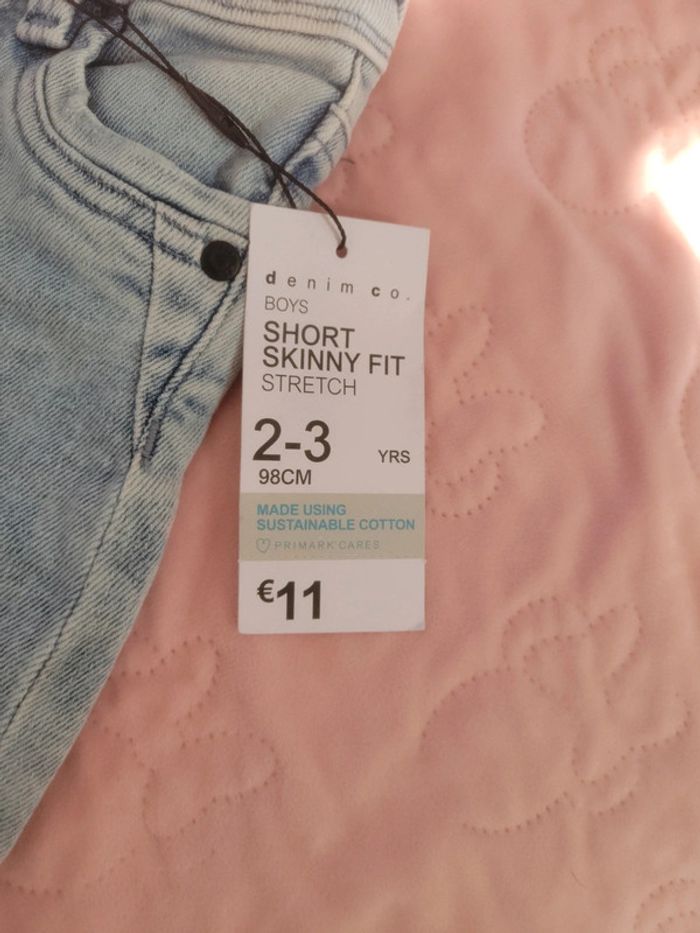 denim co.
BOYS
SHORT
SKINNY FIT
STRETCH
2-3 YRS
98CM
MADE USING
SUSTAINABLE COTTON
PRIMARK CARES
€11